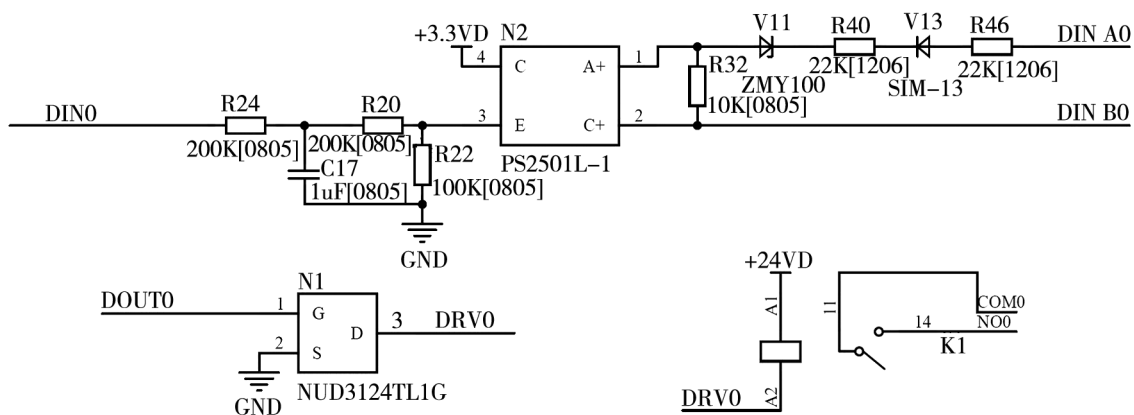 N2
V11
R40
V13
R46
+3.3VD
DIN A0
4
C
A+
1
R32
22K[1206]
22K[1206]
ZMY100
SIM-13
10K[0805]
DIN0
R24
R20
3
E
C+
2
DIN B0
200K[0805]
200K[0805]
R22
PS2501L-1
C17
1uF[0805]
100K[0805]
GND
N1
+24VD
DOUT0
1
G
D
3
DRV0
A1
11
COM0
14
NO0
K1
2
S
GND
NUD3124TL1G
DRV0
A2